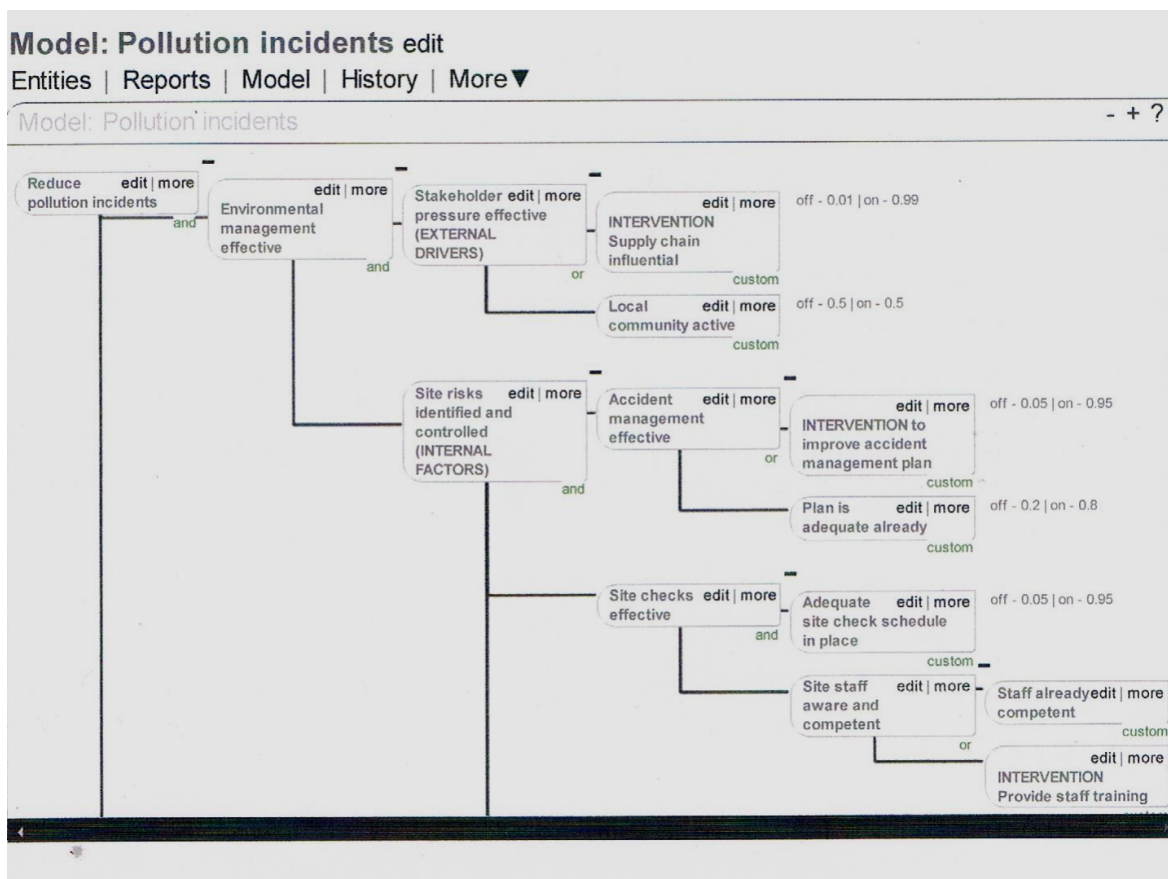 Model: Pollution incidents edit
Entities | Reports | Model | History | More▼
Model: Pollution incidents
- + ?
Reduce edit | more
pollution incidents
and
edit | more
Environmental
management
effective
and
Stakeholder edit | more
pressure effective
(EXTERNAL
DRIVERS)
or
edit | more
INTERVENTION
Supply chain
influential
custom
off - 0.01 | on - 0.99
Local edit | more
community active
custom
off - 0.5 | on - 0.5
Site risks edit | more
identified and
controlled
(INTERNAL
FACTORS)
and
Accident edit | more
management
effective
or
edit | more
INTERVENTION to
improve accident
management plan
custom
off - 0.05 | on - 0.95
Plan is edit | more
adequate already
custom
off - 0.2 | on - 0.8
Site checks edit | more
effective
and
Adequate edit | more
site check schedule
in place
custom
off - 0.05 | on - 0.95
Site staff edit | more
aware and
competent
or
Staff already edit | more
competent
custom
edit | more
INTERVENTION
Provide staff training